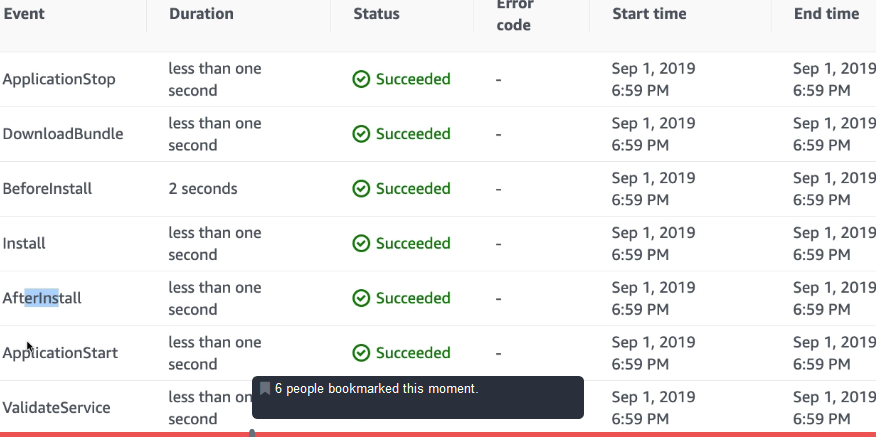 Event Duration Status Error code Start time End time
ApplicationStop less than one second Succeeded - Sep 1, 2019 6:59 PM Sep 1, 2019 6:59 PM
DownloadBundle less than one second Succeeded - Sep 1, 2019 6:59 PM Sep 1, 2019 6:59 PM
BeforeInstall 2 seconds Succeeded - Sep 1, 2019 6:59 PM Sep 1, 2019 6:59 PM
Install less than one second Succeeded - Sep 1, 2019 6:59 PM Sep 1, 2019 6:59 PM
AfterInstall less than one second Succeeded - Sep 1, 2019 6:59 PM Sep 1, 2019 6:59 PM
ApplicationStart less than one second Succeeded - Sep 1, 2019 6:59 PM Sep 1, 2019 6:59 PM
ValidateService less than on second Sep 1, 2019 6:59 PM Sep 1, 2019 6:59 PM
6 people bookmarked this moment.